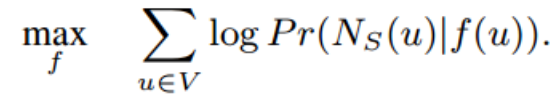 max_f ∑_{u∈V} log Pr(N_S(u)|f(u)).